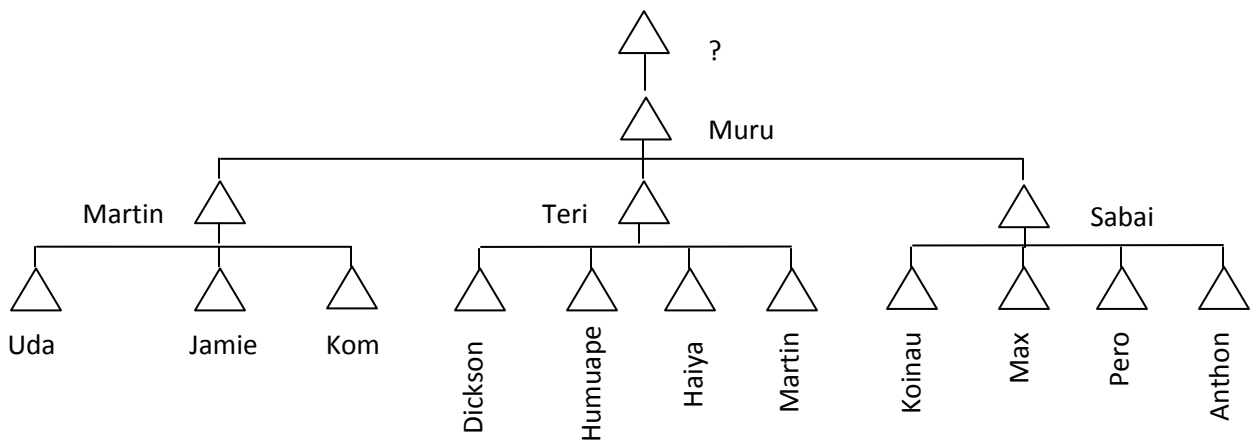 ?
Muru
Martin
Teri
Sabai
Uda
Jamie
Kom
Dickson
Humuape
Haiya
Martin
Koinau
Max
Pero
Anthon